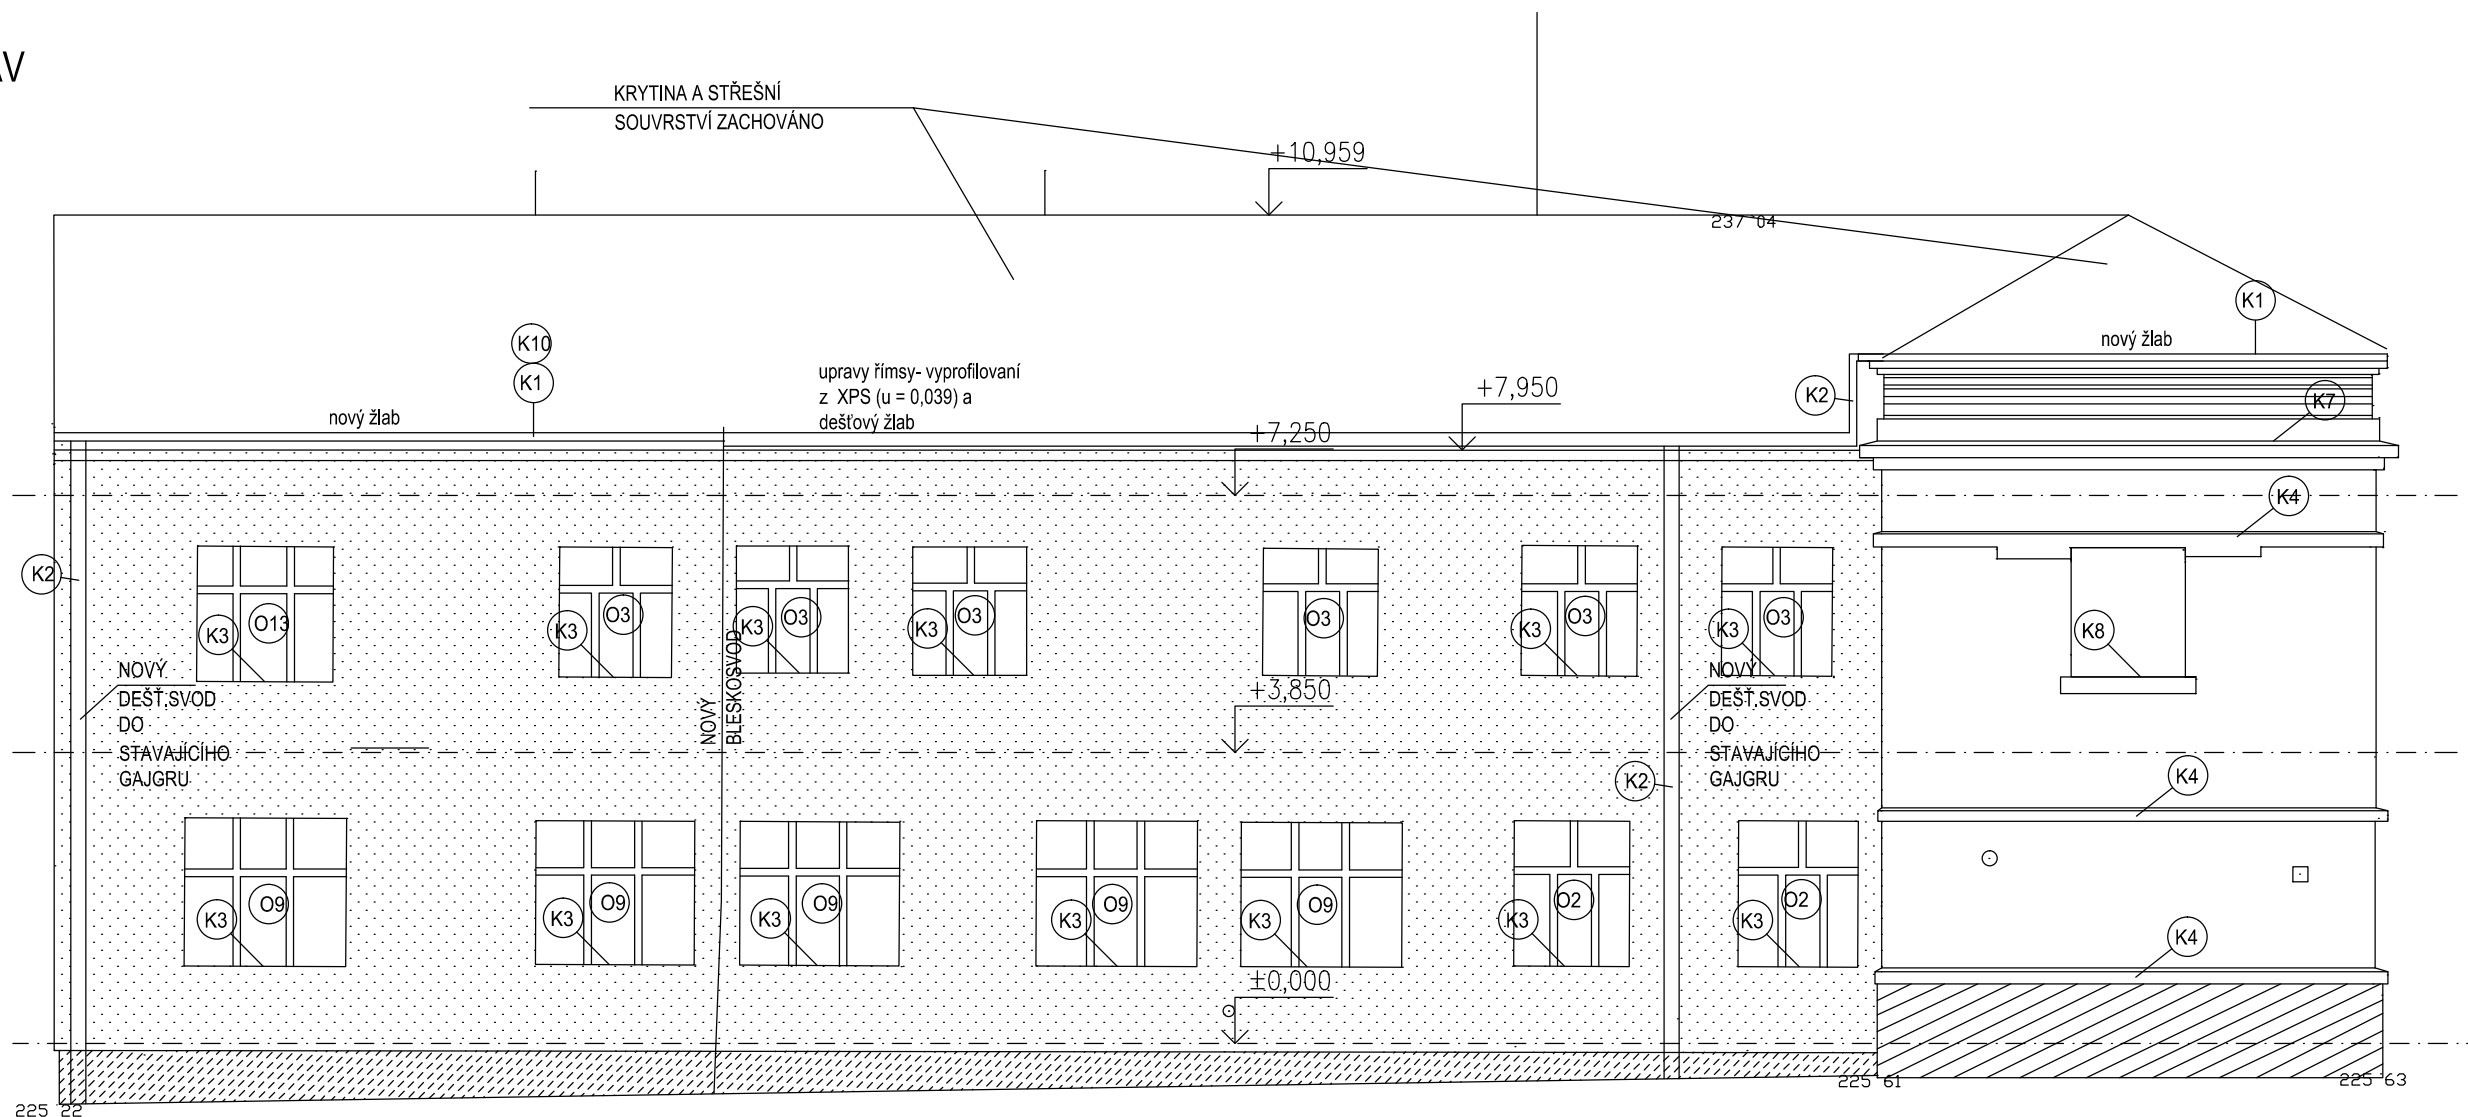 AV
KRYTINA A STŘEŠNÍ
SOUVRSTVÍ ZACHOVÁNO
+10,959
237 04
K1
nový žlab
K10
K1
upravy římsy- vyprofilovaní
z XPS (u = 0,039) a
dešťový žlab
nový žlab
+7,950
K2
K7
+7,250
K4
K2
K3
O13
K3
O3
K3
O3
K3
O3
O3
K3
O3
K3
O3
K8
NOVÝ
DEŠŤ.SVOD
DO
STAVAJÍCÍHO
GAJGRU
NOVÝ
BLESKOSVOD
+3,850
NOVÝ
DEŠŤ.SVOD
DO
STAVAJÍCÍHO
GAJGRU
K2
K4
K3
O9
K3
O9
K3
O9
K3
O9
K3
O9
K3
O2
K3
O2
K4
±0,000
225 22
225 61
225 63